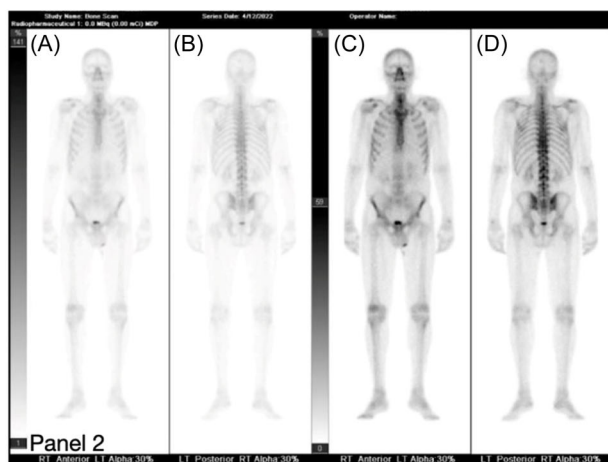 Study Name: Bone Scan Series Date: 4/12/2022 Operator Name:
Radiopharmaceutical 1: 0.0 MBq (0.00 mCi) MDP
% (A) (B) % (C) (D)
141
59
1 0
Panel 2
RT Anterior LT Alpha:30% LT Posterior RT Alpha:30% RT Anterior LT Alpha:30% LT Posterior RT Alpha:30%